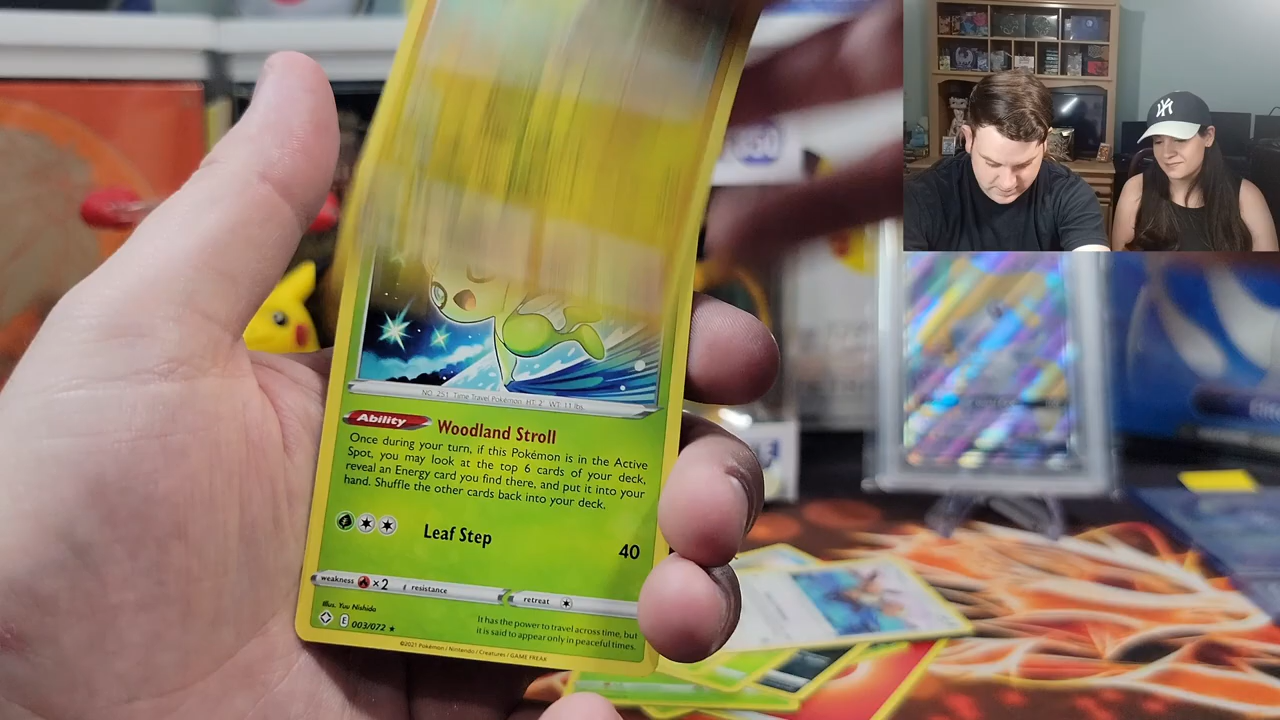 NO. 251 Time Travel Pokémon HT: 2' WT: 11 lbs.
Ability Woodland Stroll
Once during your turn, if this Pokémon is in the Active
Spot, you may look at the top 6 cards of your deck,
reveal an Energy card you find there, and put it into your
hand. Shuffle the other cards back into your deck.
Leaf Step 40
weakness ×2 resistance retreat
Illus. Yuu Nishida
E 003/072 ★
It has the power to travel across time, but
it is said to appear only in peaceful times.
©2021 Pokémon / Nintendo / Creatures / GAME FREAK
NY